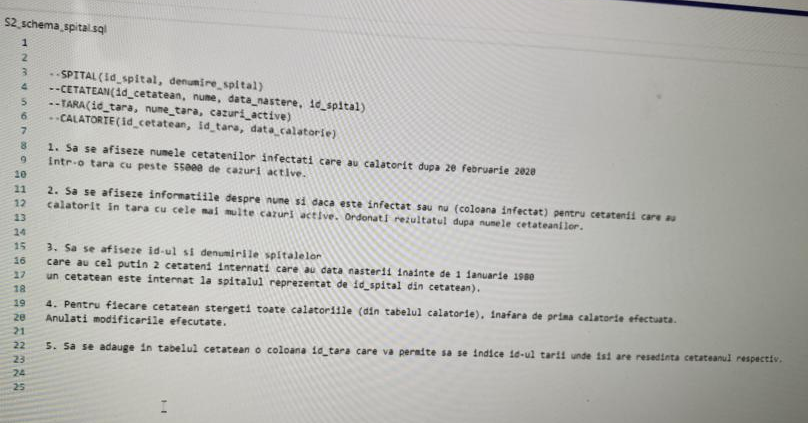 S2_schema_spital.sql
1
2
3 --SPITAL(id_spital, denumire_spital)
4 --CETATEAN(id_cetatean, nume, data_nastere, id_spital)
5 --TARA(id_tara, nume_tara, cazuri_active)
6 --CALATORIE(id_cetatean, id_tara, data_calatorie)
7
8 1. Sa se afiseze numele cetatenilor infectati care au calatorit dupa 20 februarie 2020
9 intr-o tara cu peste 55000 de cazuri active.
10
11 2. Sa se afiseze informatiile despre nume si daca este infectat sau nu (coloana infectat) pentru cetatenii care au
12 calatorit in tara cu cele mai multe cazuri active. Ordonati rezultatul dupa numele cetateanilor.
13
14
15 3. Sa se afiseze id-ul si denumirile spitalelor
16 care au cel putin 2 cetateni internati care au data nasterii inainte de 1 ianuarie 1980
17 un cetatean este internat la spitalul reprezentat de id_spital din cetatean).
18
19 4. Pentru fiecare cetatean stergeti toate calatoriile (din tabelul calatorie), inafara de prima calatorie efectuata.
20 Anulati modificarile efecutate.
21
22 5. Sa se adauge in tabelul cetatean o coloana id_tara care va permite sa se indice id-ul tarii unde isi are resedinta cetateanul respectiv.
23
24
25